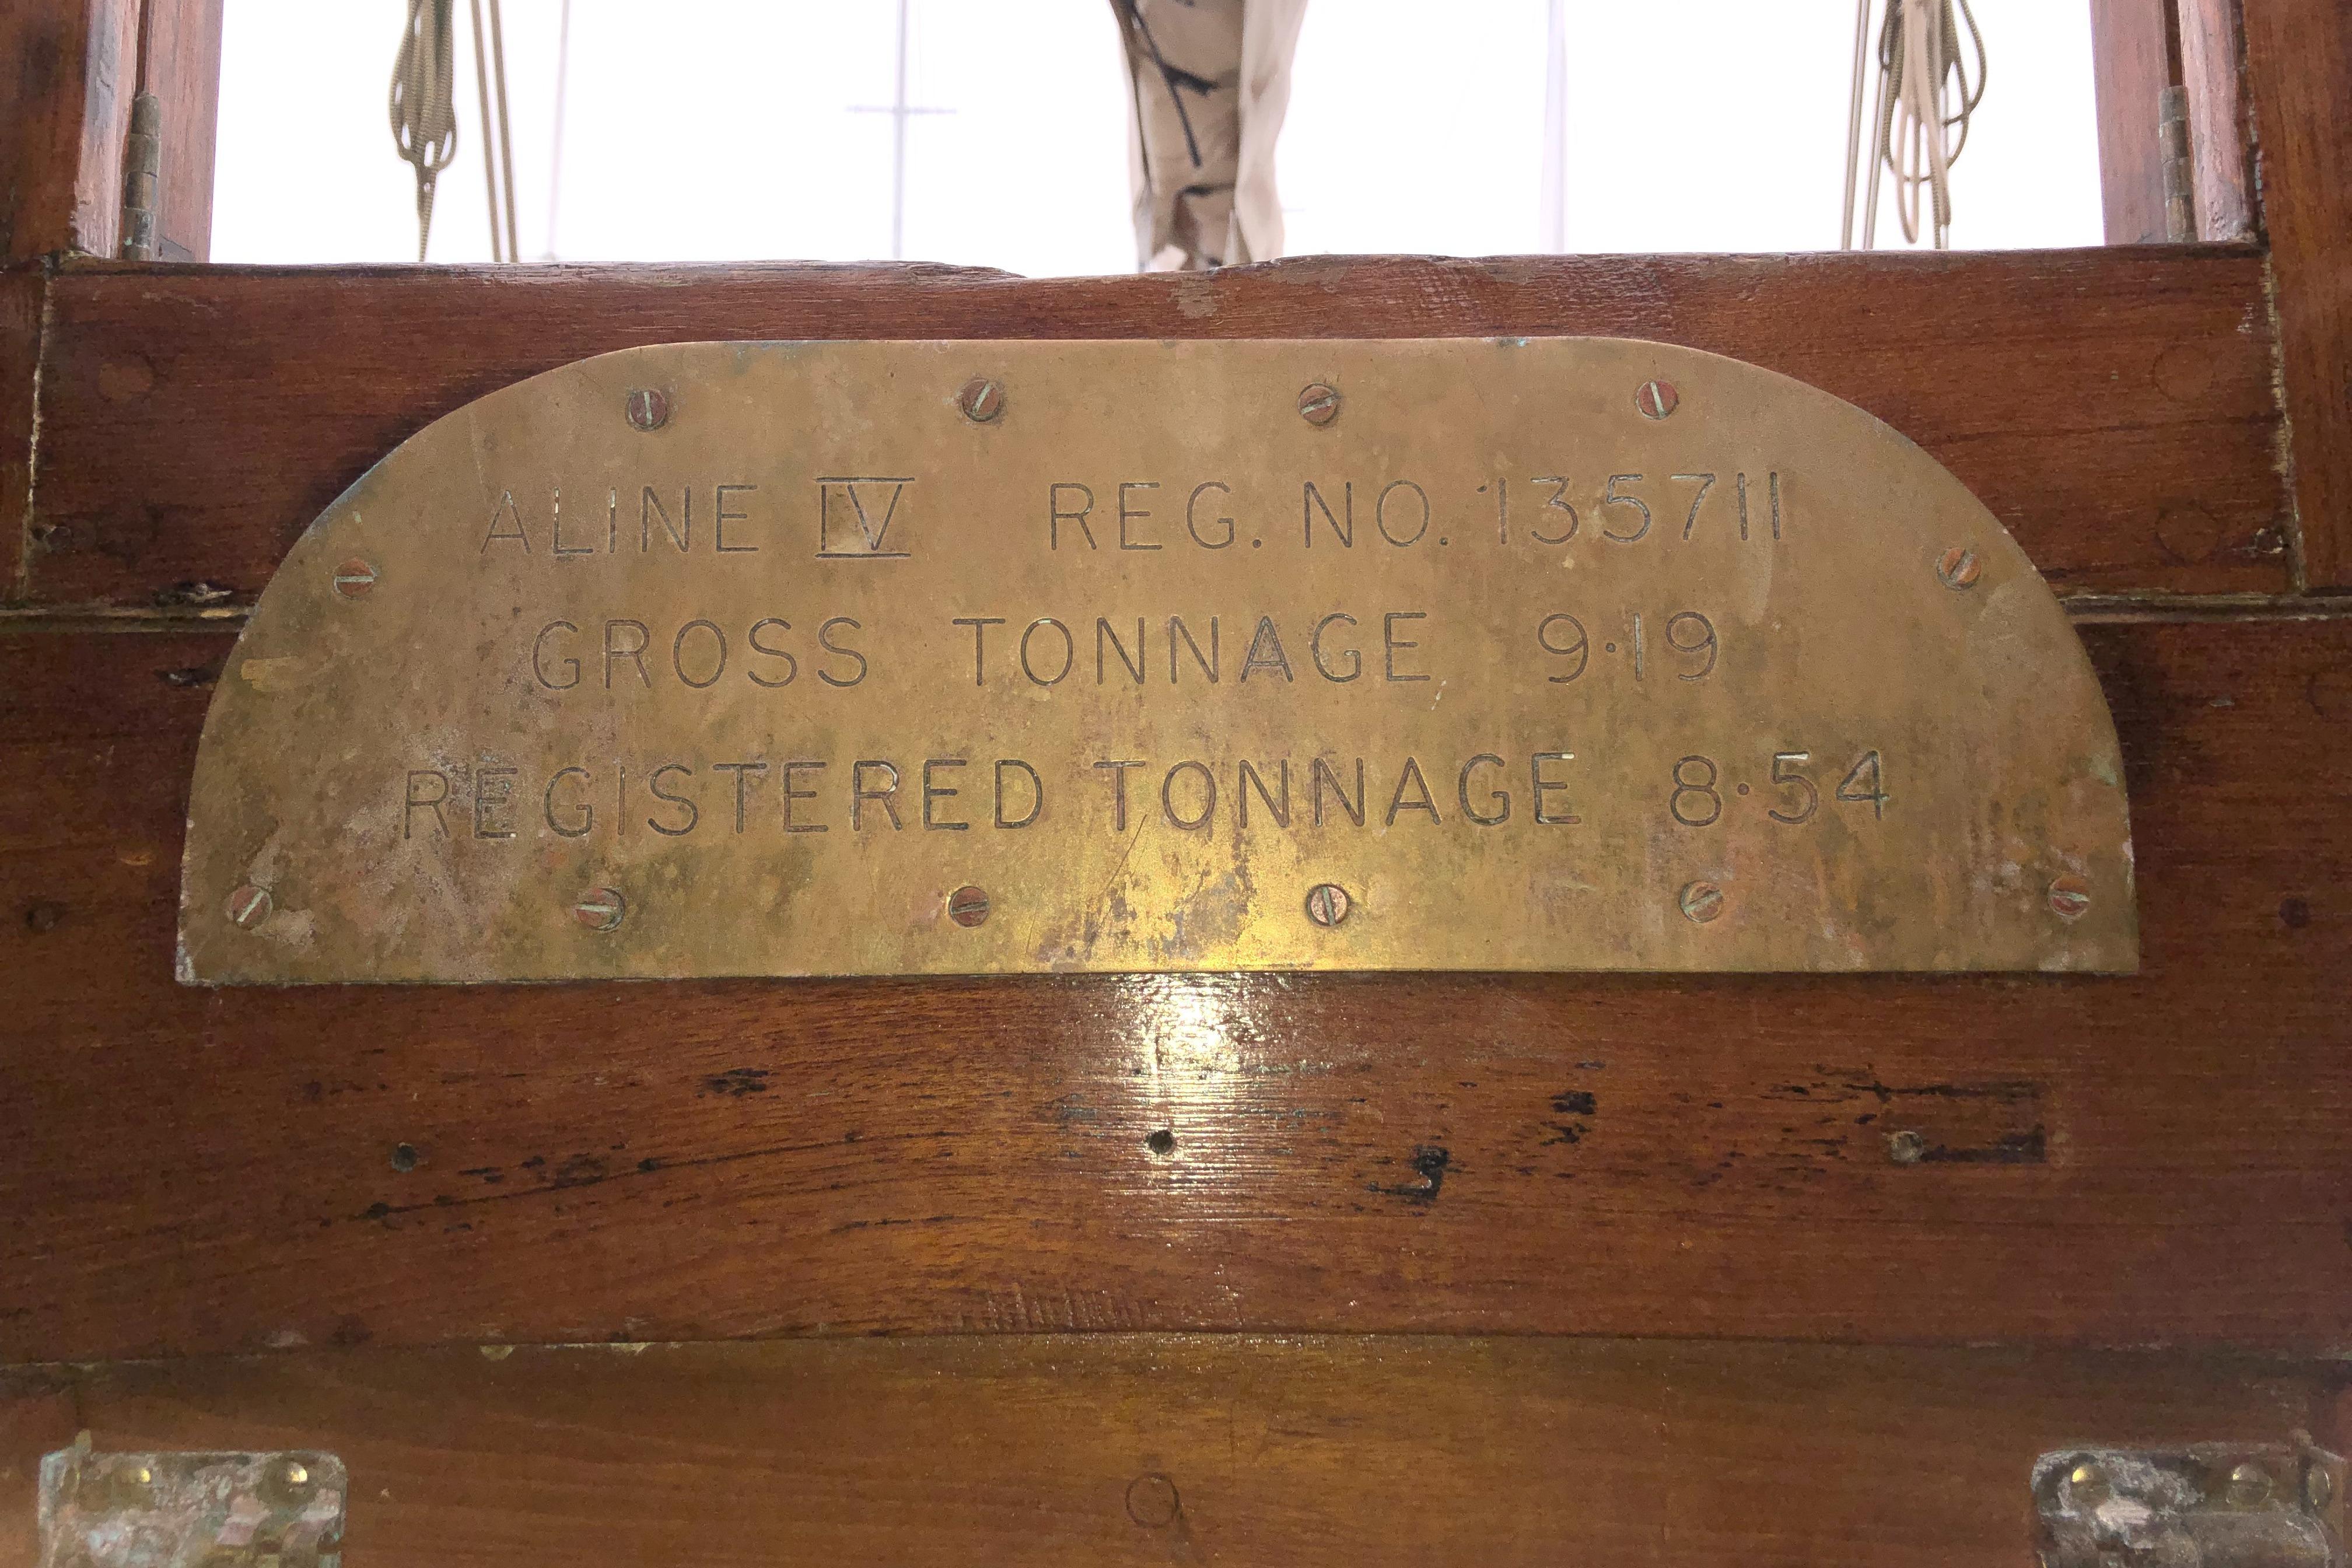 ALINE IV REG. NO. 135711
GROSS TONNAGE 9·19
REGISTERED TONNAGE 8·54